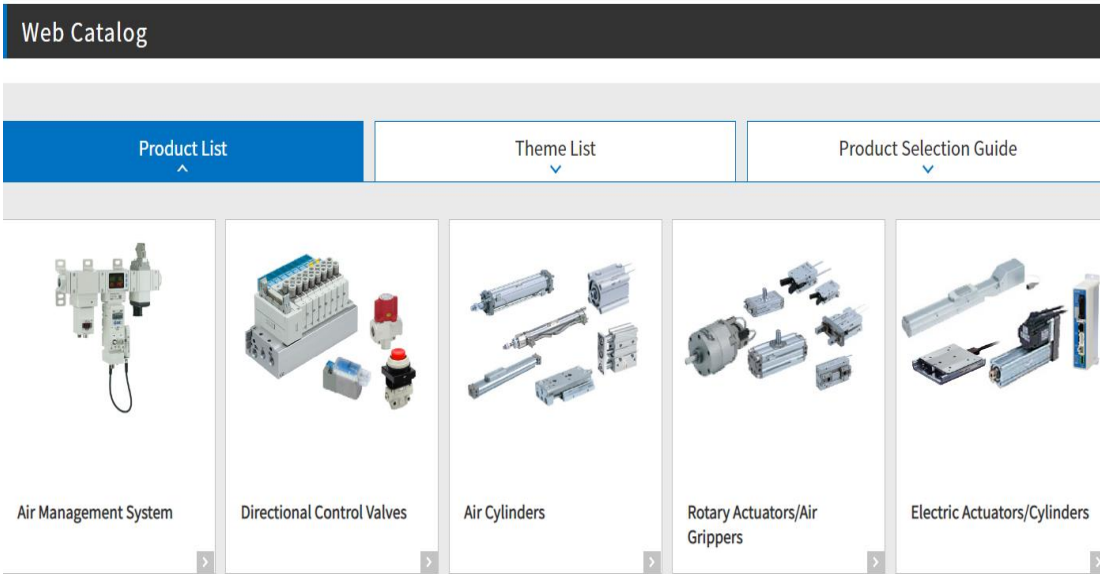 Web Catalog
Product List
Theme List
Product Selection Guide
Air Management System
Directional Control Valves
Air Cylinders
Rotary Actuators/Air
Grippers
Electric Actuators/Cylinders